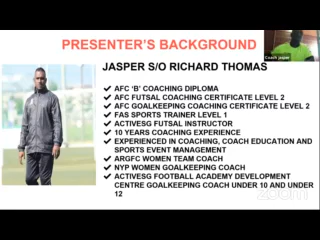 PRESENTER'S BACKGROUND
Coach jasper
JASPER S/O RICHARD THOMAS
✓ AFC 'B' COACHING DIPLOMA
✓ AFC FUTSAL COACHING CERTIFICATE LEVEL 2
✓ AFC GOALKEEPING COACHING CERTIFICATE LEVEL 2
✓ FAS SPORTS TRAINER LEVEL 1
✓ ACTIVESG FUTSAL INSTRUCTOR
✓ 10 YEARS COACHING EXPERIENCE
✓ EXPERIENCED IN COACHING, COACH EDUCATION AND
SPORTS EVENT MANAGEMENT
✓ ARGFC WOMEN TEAM COACH
✓ NYP WOMEN GOALKEEPING COACH
✓ ACTIVESG FOOTBALL ACADEMY DEVELOPMENT
CENTRE GOALKEEPING COACH UNDER 10 AND UNDER
12
zoom